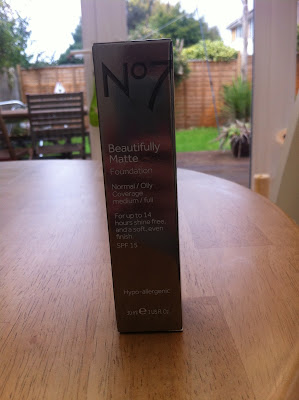 No7
Beautifully
Matte
Foundation
Normal / Oily
Coverage
medium / full
For up to 14
hours shine free,
and a soft, even
finish
SPF 15
Hypo-allergenic